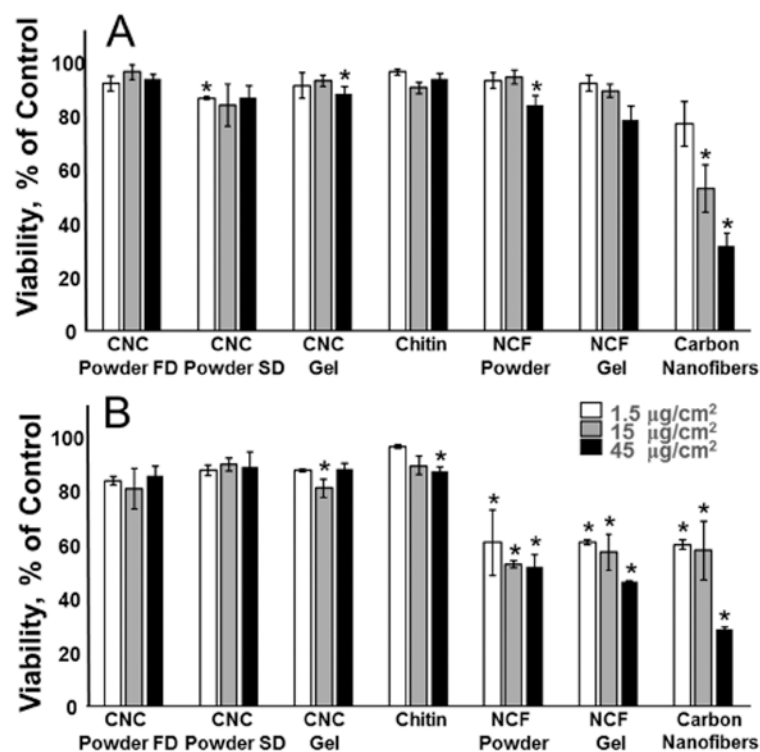 A
Viability, % of Control
100
80
60
40
20
0
* * * * *
CNC CNC CNC Chitin NCF NCF Carbon
Powder FD Powder SD Gel Powder Gel Nanofibers
B
Viability, % of Control
1.5 µg/cm²
15 µg/cm²
45 µg/cm²
100
80
60
40
20
0
* * * * * * * * * * *
CNC CNC CNC Chitin NCF NCF Carbon
Powder FD Powder SD Gel Powder Gel Nanofibers